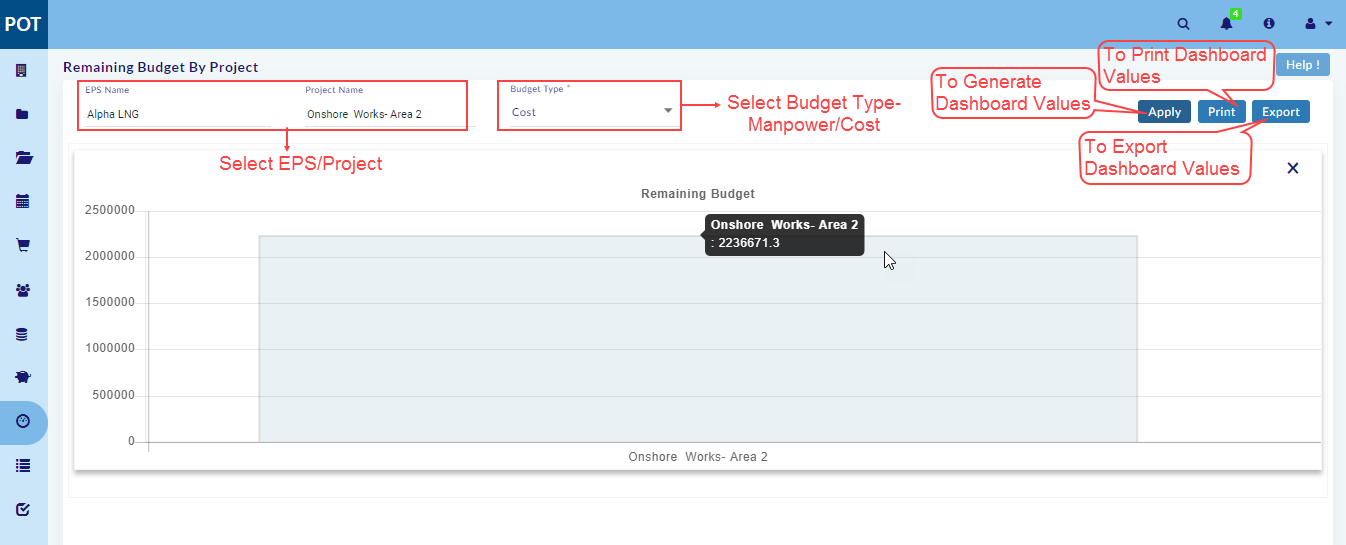 POT
4
Remaining Budget By Project
Help !
EPS Name
Project Name
Budget Type *
Alpha LNG
Onshore Works- Area 2
Cost
Select EPS/Project
Select Budget Type-
Manpower/Cost
To Generate
Dashboard Values
To Print Dashboard
Values
Apply
Print
Export
To Export
Dashboard Values
×
Remaining Budget
2500000
2000000
1500000
1000000
500000
0
Onshore Works- Area 2
: 2236671.3
Onshore Works- Area 2